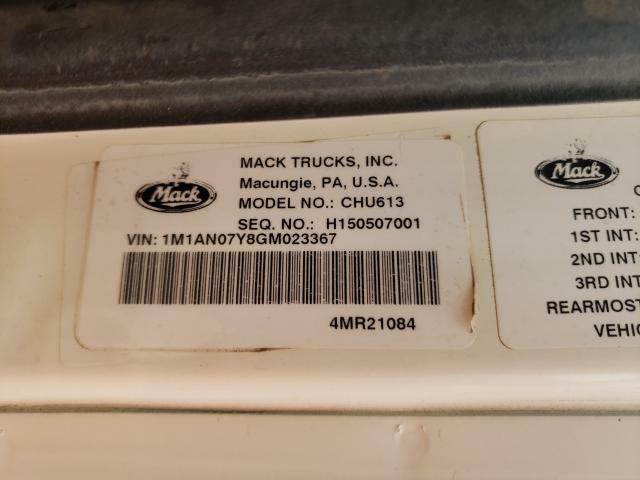 Mack
MACK TRUCKS, INC.
Macungie, PA, U.S.A.
MODEL NO.: CHU613
SEQ. NO.: H150507001
VIN: 1M1AN07Y8GM023367
4MR21084
Mack
FRONT:
1ST INT:
2ND INT:
3RD INT
REARMOST